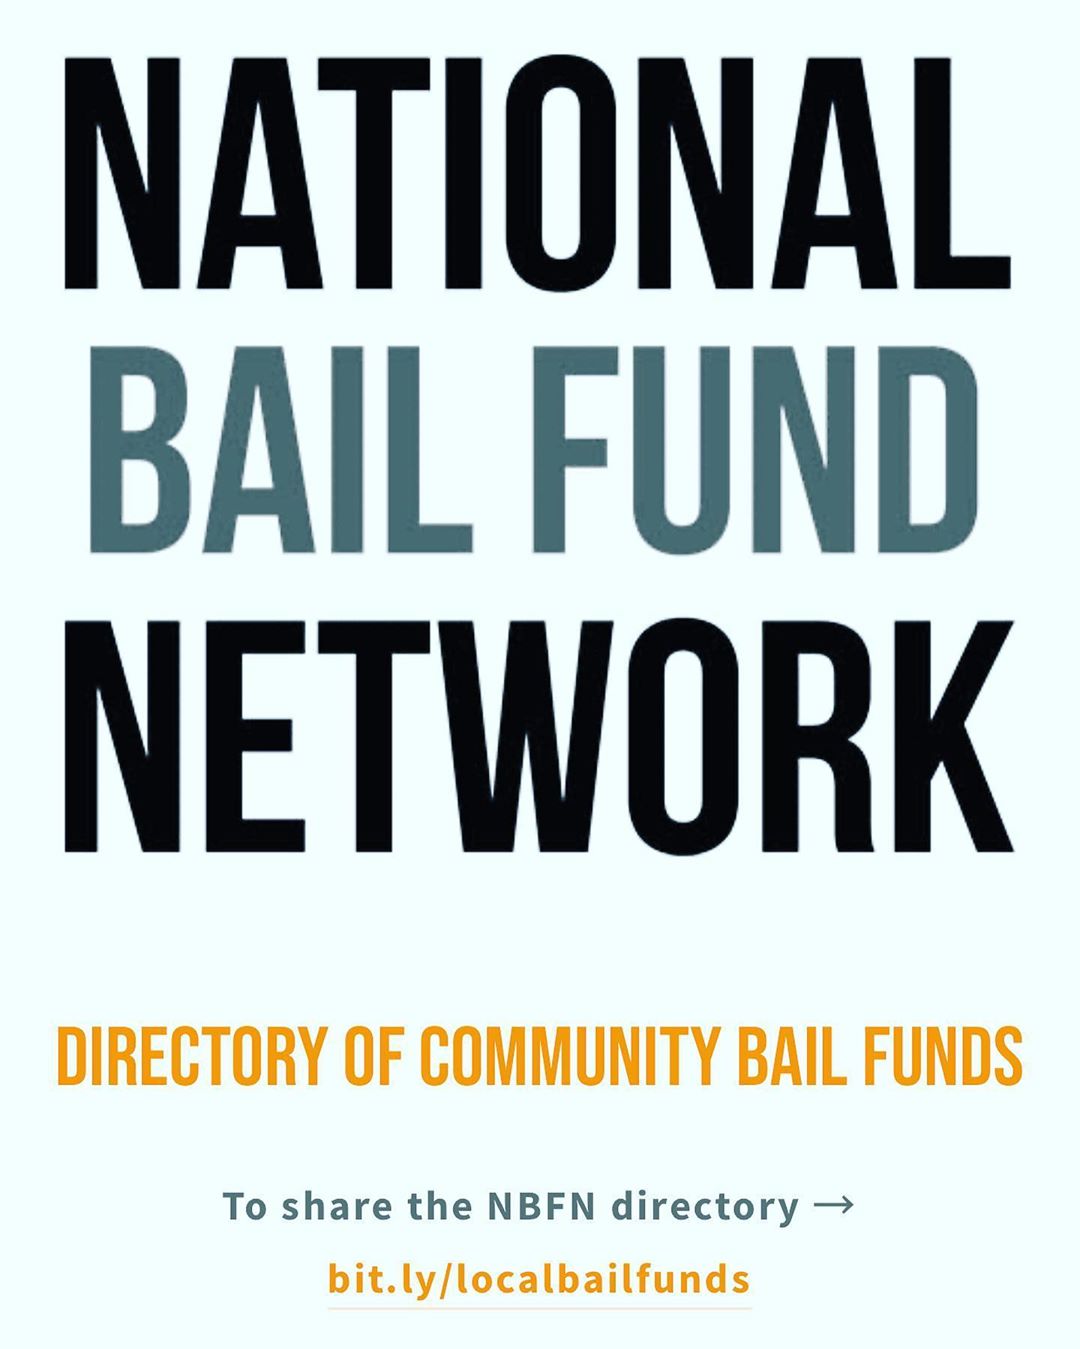 NATIONAL
BAIL FUND
NETWORK
DIRECTORY OF COMMUNITY BAIL FUNDS
To share the NBFN directory →
bit.ly/localbailfunds